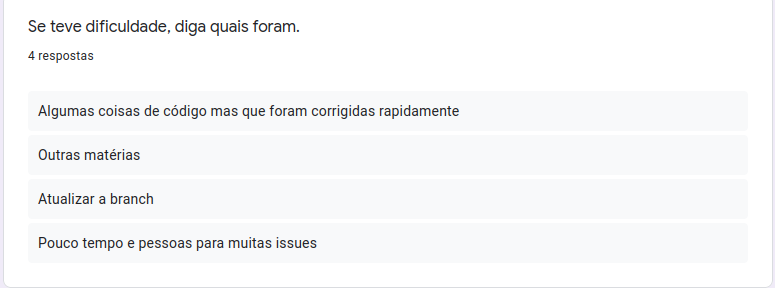 Se teve dificuldade, diga quais foram.
4 respostas
Algumas coisas de código mas que foram corrigidas rapidamente
Outras matérias
Atualizar a branch
Pouco tempo e pessoas para muitas issues